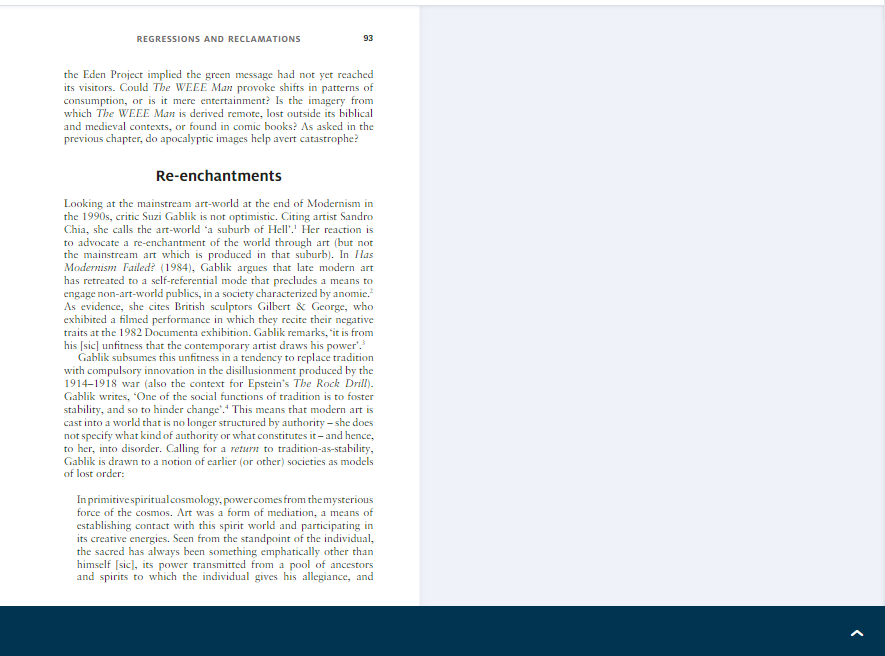 REGRESSIONS AND RECLAMATIONS 93
the Eden Project implied the green message had not yet reached
its visitors. Could The WEEE Man provoke shifts in patterns of
consumption, or is it mere entertainment? Is the imagery from
which The WEEE Man is derived remote, lost outside its biblical
and medieval contexts, or found in comic books? As asked in the
previous chapter, do apocalyptic images help avert catastrophe?
Re-enchantments
Looking at the mainstream art-world at the end of Modernism in
the 1990s, critic Suzi Gablik is not optimistic. Citing artist Sandro
Chia, she calls the art-world ‘a suburb of Hell’.¹ Her reaction is
to advocate a re-enchantment of the world through art (but not
the mainstream art which is produced in that suburb). In Has
Modernism Failed? (1984), Gablik argues that late modern art
has retreated to a self-referential mode that precludes a means to
engage non-art-world publics, in a society characterized by anomie.²
As evidence, she cites British sculptors Gilbert & George, who
exhibited a filmed performance in which they recite their negative
traits at the 1982 Documenta exhibition. Gablik remarks, ‘it is from
his [sic] unfitness that the contemporary artist draws his power’.³
Gablik subsumes this unfitness in a tendency to replace tradition
with compulsory innovation in the disillusionment produced by the
1914–1918 war (also the context for Epstein’s The Rock Drill).
Gablik writes, ‘One of the social functions of tradition is to foster
stability, and so to hinder change’.⁴ This means that modern art is
cast into a world that is no longer structured by authority – she does
not specify what kind of authority or what constitutes it – and hence,
to her, into disorder. Calling for a return to tradition-as-stability,
Gablik is drawn to a notion of earlier (or other) societies as models
of lost order:
In primitive spiritual cosmology, power comes from the mysterious
force of the cosmos. Art was a form of mediation, a means of
establishing contact with this spirit world and participating in
its creative energies. Seen from the standpoint of the individual,
the sacred has always been something emphatically other than
himself [sic], its power transmitted from a pool of ancestors
and spirits to which the individual gives his allegiance, and